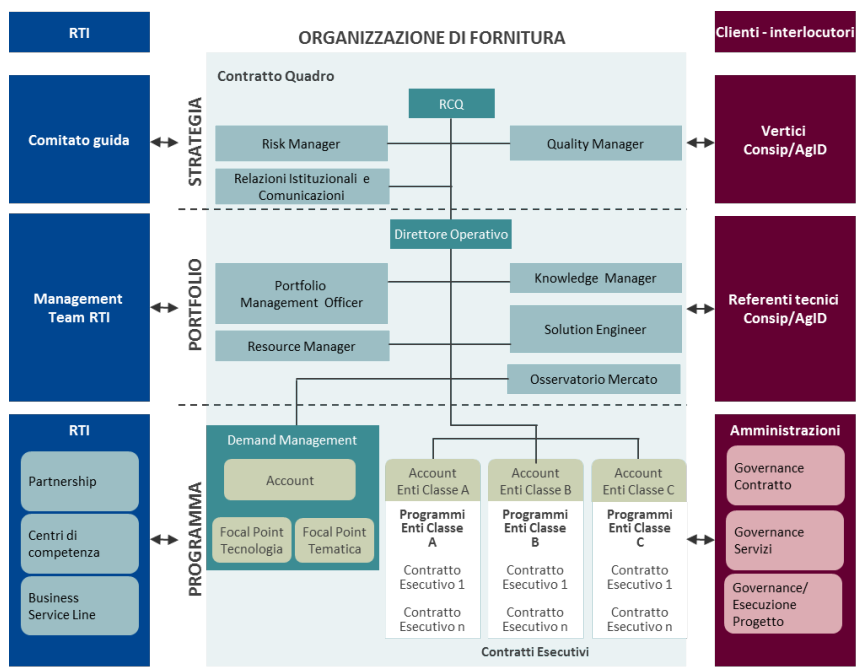 RTI
ORGANIZZAZIONE DI FORNITURA
Clienti - interlocutori
Contratto Quadro
STRATEGIA
Comitato guida
RCQ
Risk Manager
Quality Manager
Relazioni Istituzionali e
Comunicazioni
Vertici
Consip/AgID
PORTFOLIO
Management
Team RTI
Direttore Operativo
Portfolio
Management Officer
Knowledge Manager
Resource Manager
Solution Engineer
Osservatorio Mercato
Referenti tecnici
Consip/AgID
PROGRAMMA
RTI
Partnership
Centri di
competenza
Business
Service Line
Demand Management
Account
Focal Point
Tecnologia
Focal Point
Tematica
Account
Enti Classe A
Programmi
Enti Classe
A
Contratto
Esecutivo 1
Contratto
Esecutivo n
Account
Enti Classe B
Programmi
Enti Classe
B
Contratto
Esecutivo 1
Contratto
Esecutivo n
Account
Enti Classe C
Programmi
Enti Classe
C
Contratto
Esecutivo 1
Contratto
Esecutivo n
Contratti Esecutivi
Amministrazioni
Governance
Contratto
Governance
Servizi
Governance/
Esecuzione
Progetto